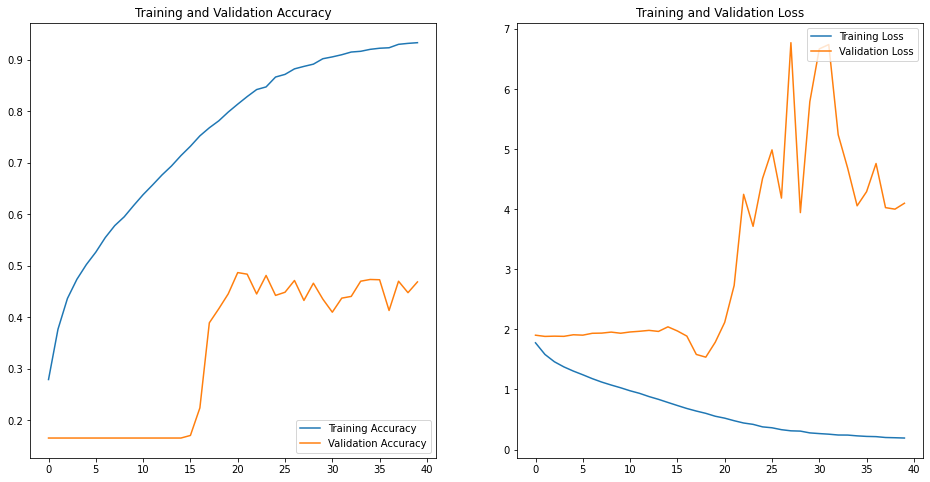 Training and Validation Accuracy
0.9
0.8
0.7
0.6
0.5
0.4
0.3
0.2
0 5 10 15 20 25 30 35 40
Training Accuracy
Validation Accuracy
Training and Validation Loss
7
6
5
4
3
2
1
0
0 5 10 15 20 25 30 35 40
Training Loss
Validation Loss